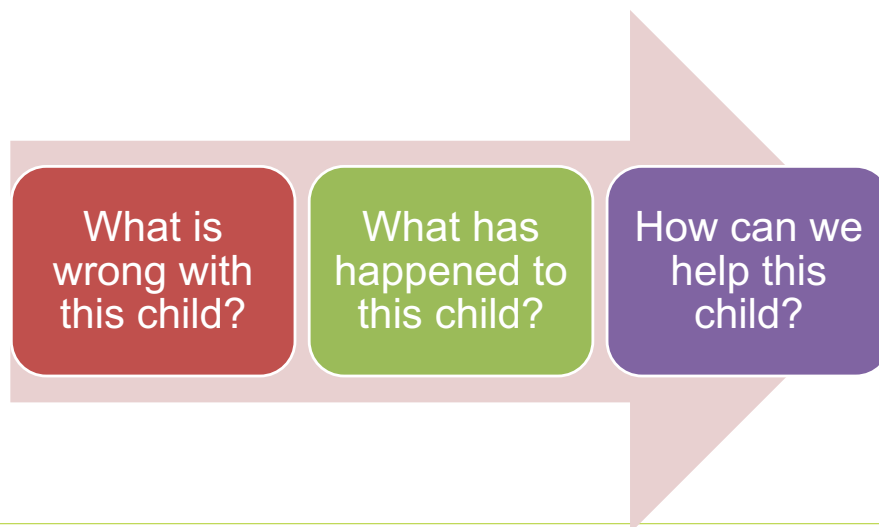 What is
wrong with
this child?
What has
happened to
this child?
How can we
help this
child?